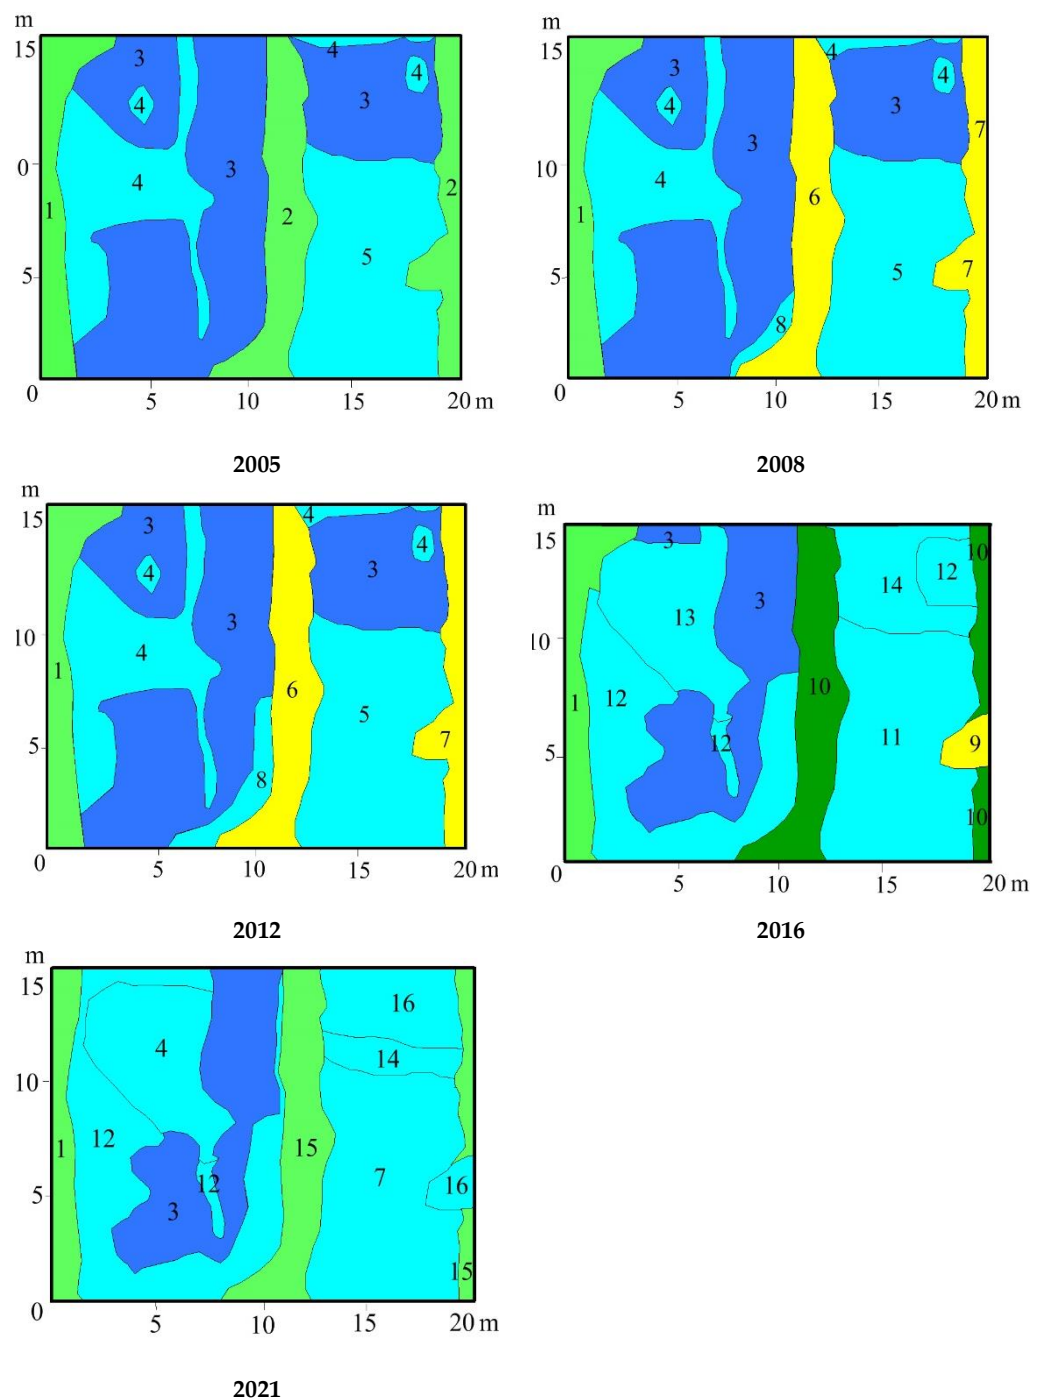 m m
15 4 15 4
3 3
4 4
3 3
4 4 7
0 3 10 3
4 4
1 2 2 1 6
5 5 5 7 5
8
0 5 10 15 20 m 0 5 10 15 20 m
2005 2008
m
15 3 4 15 3 10
4 4 12
3 14
3 3
10 4 10 13
1 6 5 1 12 10
5 7 5 12 11 9
8 10
0 5 10 15 20 m 0 5 10 15 20 m
2012 2016
m
15 16
4 14
10
1 12 15 7
5 3 12 16
15
0 5 10 15 20 m
2021